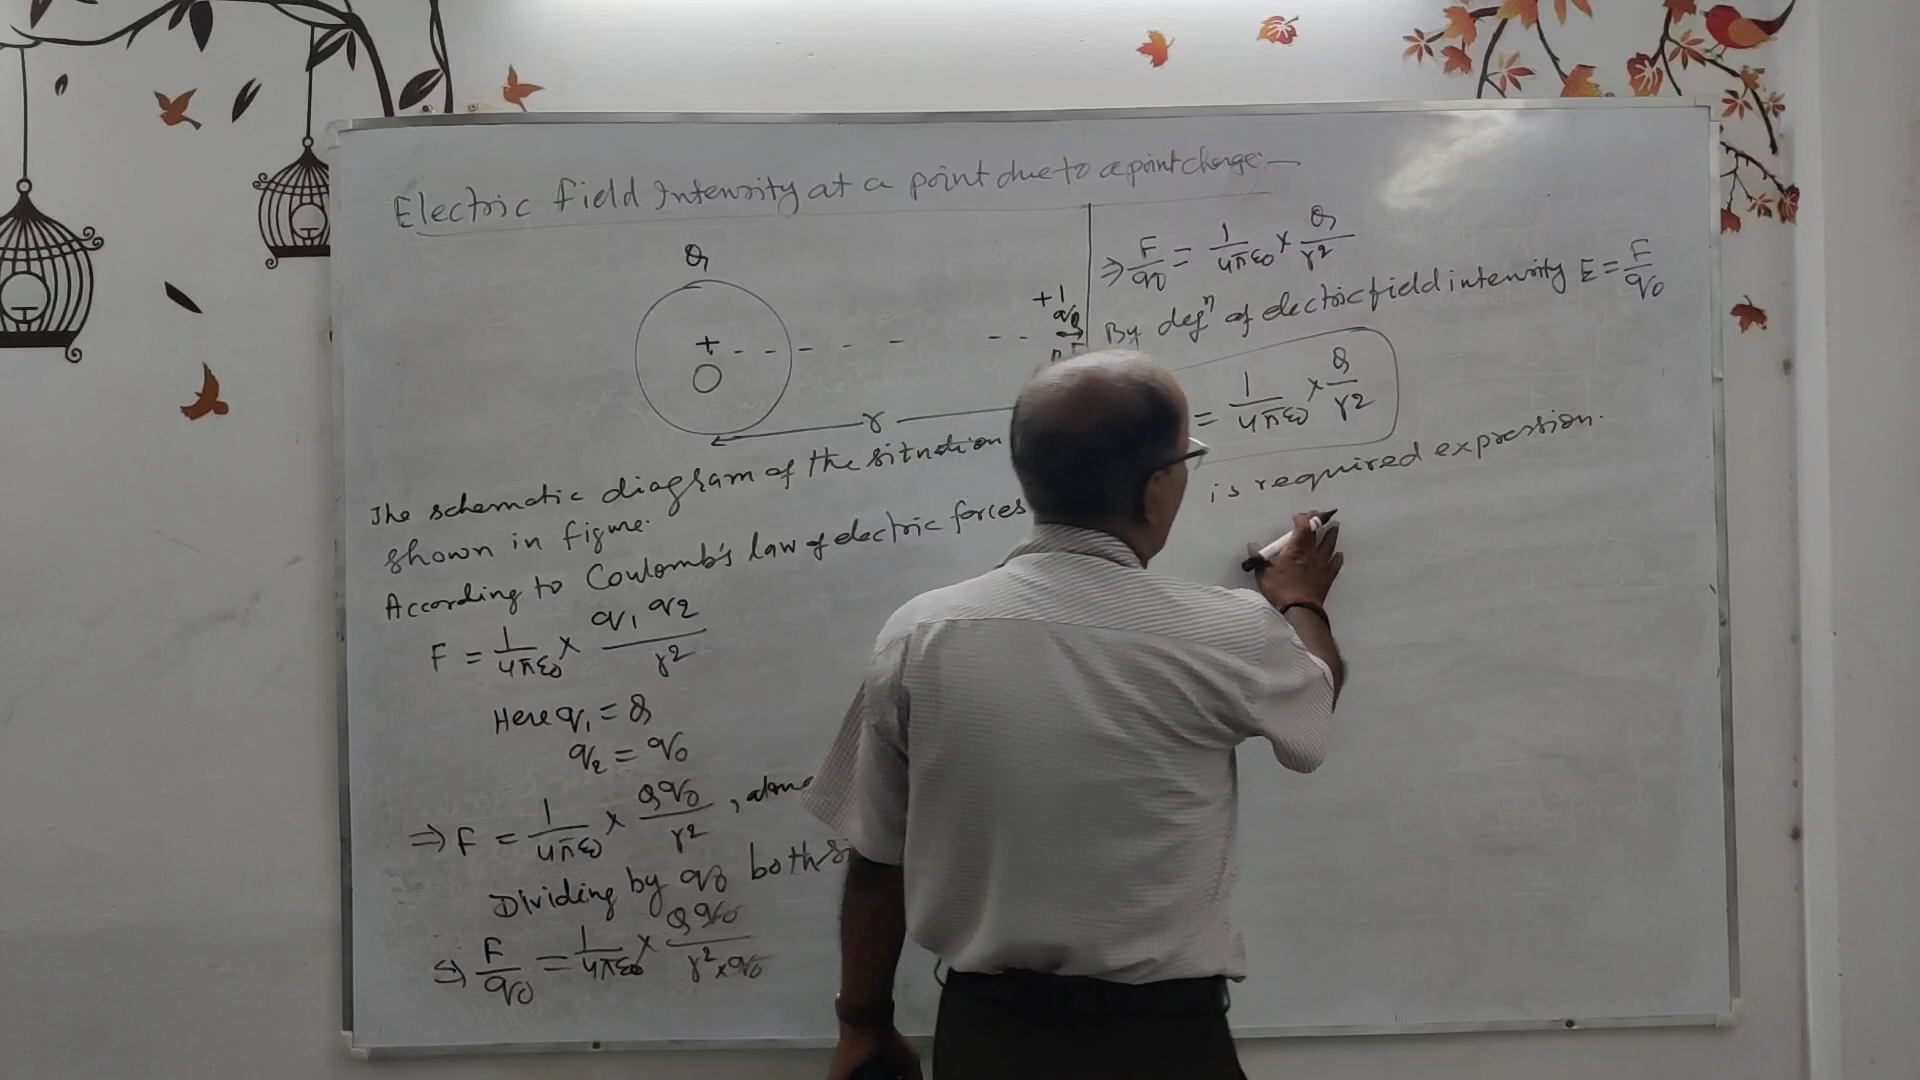 Electric field Intensity at a point due to a point charge:—
Q
+
O
+1
q0
r
The schematic diagram of the situation
shown in figure.
According to Coulomb's law of electric forces
F = 1/4πε0 × q1 q2/r2
Here q1 = Q
q2 = q0
⇒ F = 1/4πε0 × Qq0/r2 ,
Dividing by q0 both
⇒ F/q0 = 1/4πε0 × Qq0/r2×q0
⇒ F/q0 = 1/4πε0 × Q/r2
By defn of electric field intensity E = F/q0
= 1/4πε0 × Q/r2
is required expression.